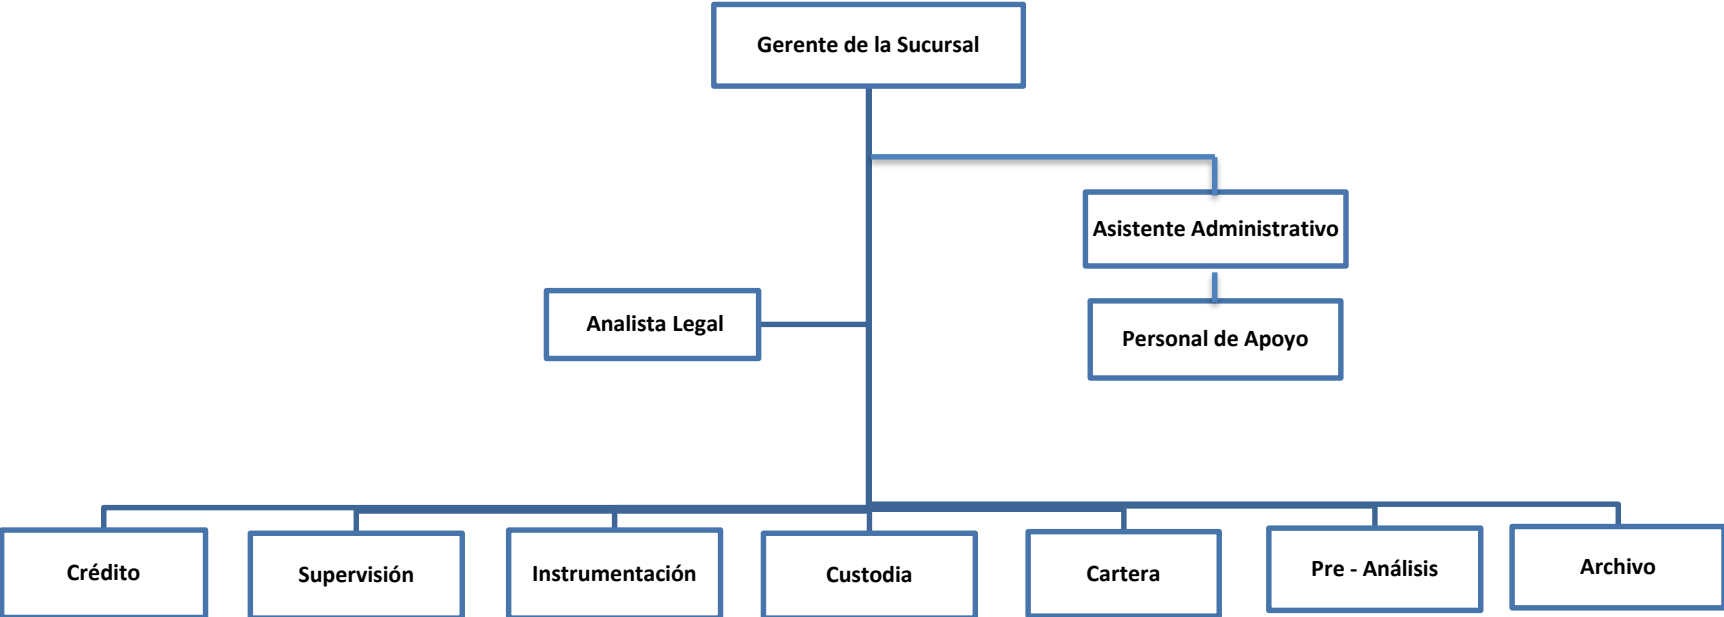 Gerente de la Sucursal
Asistente Administrativo
Analista Legal
Personal de Apoyo
Crédito
Supervisión
Instrumentación
Custodia
Cartera
Pre - Análisis
Archivo